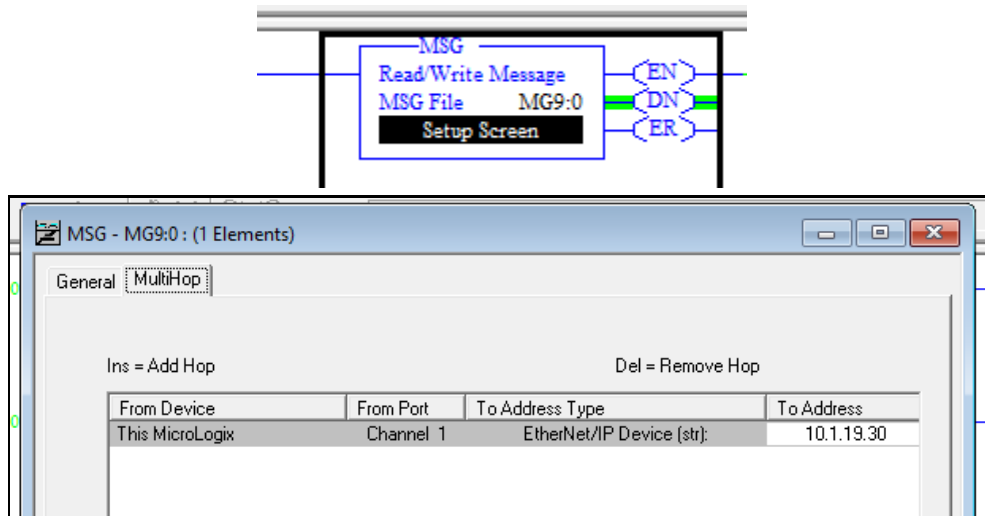 MSG
Read/Write Message
EN
MSG File MG9:0
DN
Setup Screen
ER
MSG - MG9:0 : (1 Elements)
General MultiHop
Ins = Add Hop Del = Remove Hop
From Device From Port To Address Type To Address
This MicroLogix Channel 1 EtherNet/IP Device (str): 10.1.19.30